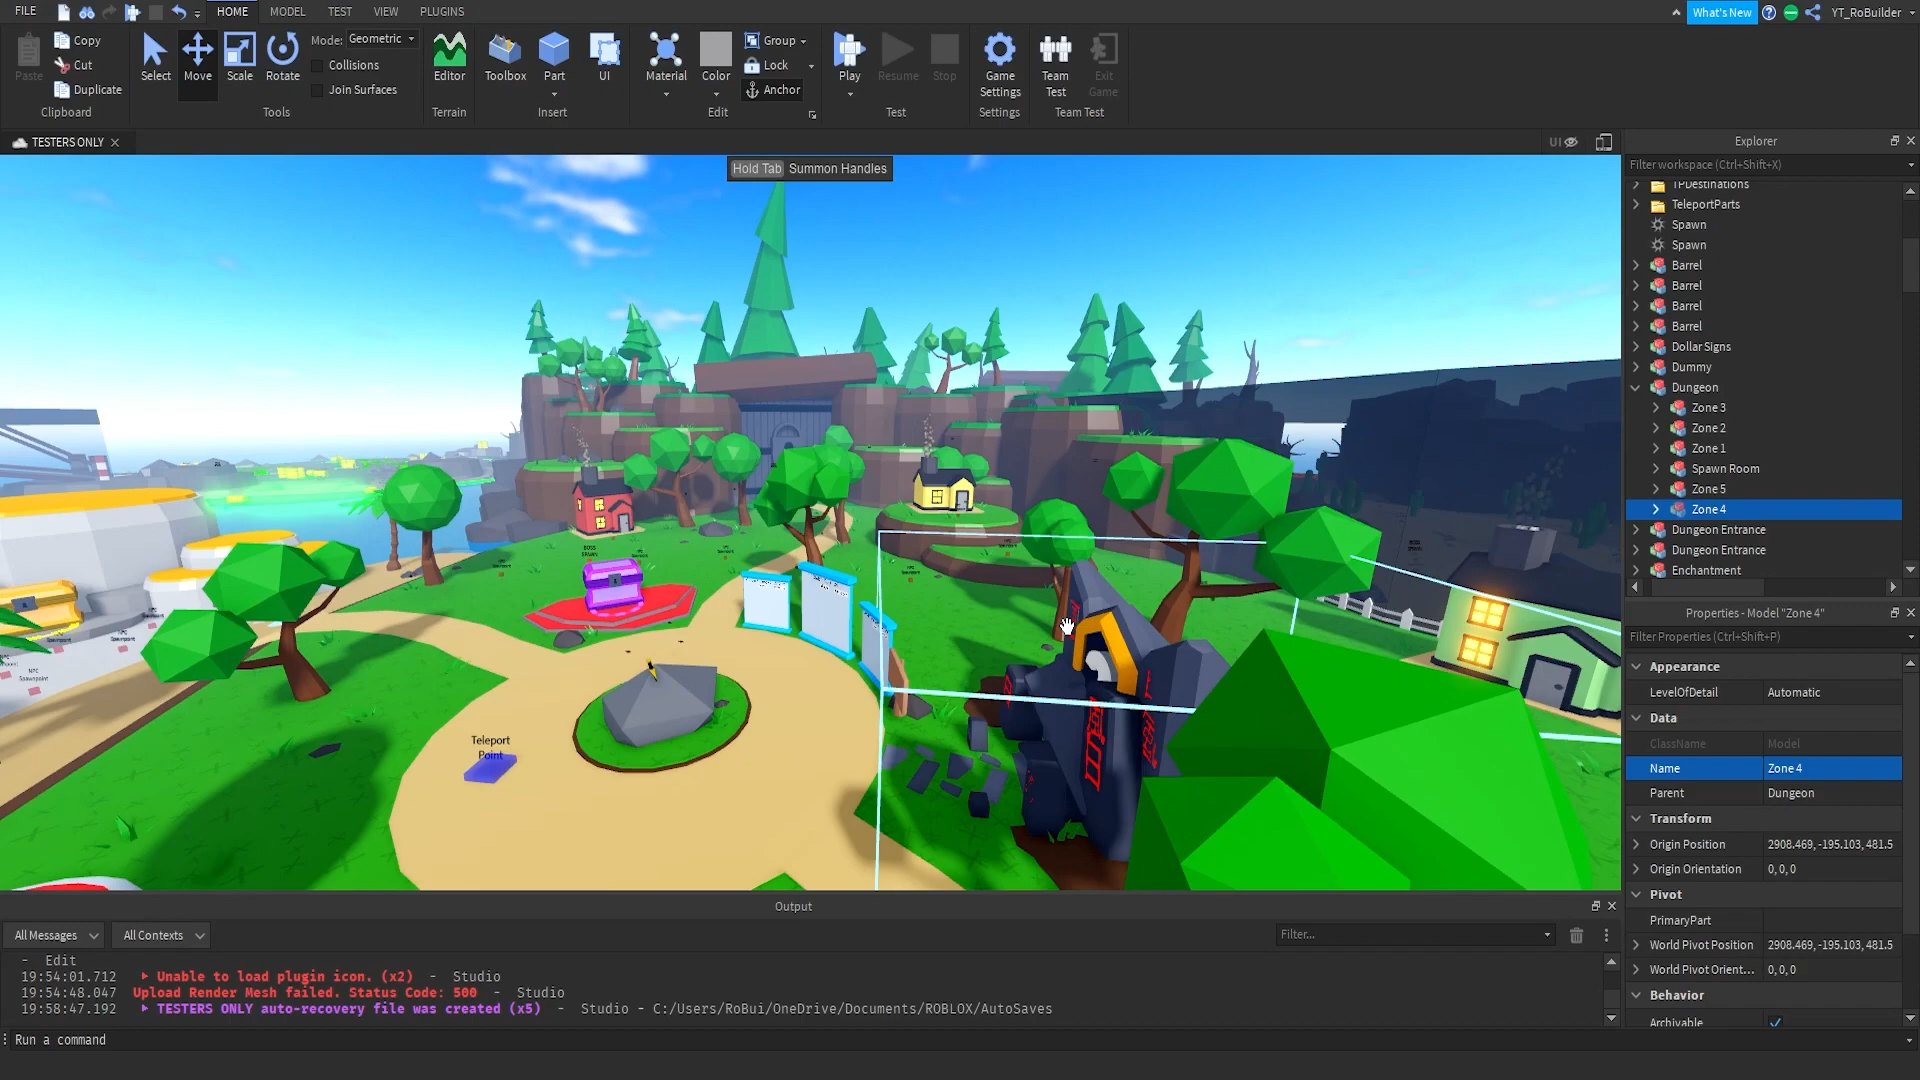 FILE
HOME
MODEL
TEST
VIEW
PLUGINS
What's New
YT_RoBuilder
Paste
Copy
Cut
Duplicate
Clipboard
Select
Move
Scale
Rotate
Mode: Geometric
Collisions
Join Surfaces
Tools
Editor
Terrain
Toolbox
Part
UI
Insert
Material
Color
Group
Lock
Anchor
Edit
Play
Resume
Stop
Test
Game
Settings
Settings
Team
Test
Exit
Game
Team Test
TESTERS ONLY
UI
Hold Tab Summon Handles
Teleport
Point
BOSS
SPAWN
NPC
Spawnpoint
Explorer
Filter workspace (Ctrl+Shift+X)
TPDestinations
TeleportParts
Spawn
Spawn
Barrel
Barrel
Barrel
Barrel
Dollar Signs
Dummy
Dungeon
Zone 3
Zone 2
Zone 1
Spawn Room
Zone 5
Zone 4
Dungeon Entrance
Dungeon Entrance
Enchantment
Properties - Model "Zone 4"
Filter Properties (Ctrl+Shift+P)
Appearance
LevelOfDetail Automatic
Data
ClassName Model
Name Zone 4
Parent Dungeon
Transform
Origin Position 2908.469, -195.103, 481.5
Origin Orientation 0, 0, 0
Pivot
PrimaryPart
World Pivot Position 2908.469, -195.103, 481.5
World Pivot Orient... 0, 0, 0
Behavior
Archivable
Output
All Messages
All Contexts
Filter...
- Edit
19:54:01.712 Unable to load plugin icon. (x2) - Studio
19:54:48.047 Upload Render Mesh failed. Status Code: 500 - Studio
19:58:47.192 TESTERS ONLY auto-recovery file was created (x5) - Studio - C:/Users/RoBui/OneDrive/Documents/ROBLOX/AutoSaves
Run a command